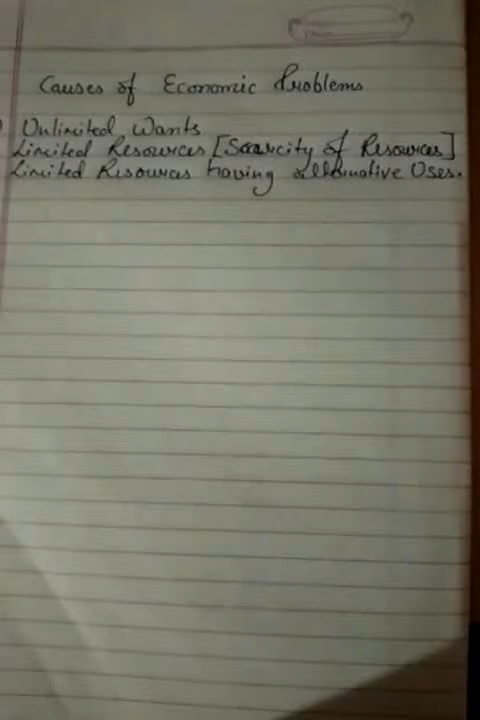 Causes of Economic Problems
Unlimited Wants
Limited Resources [Scarcity of Resources]
Limited Resources having alternative Uses.